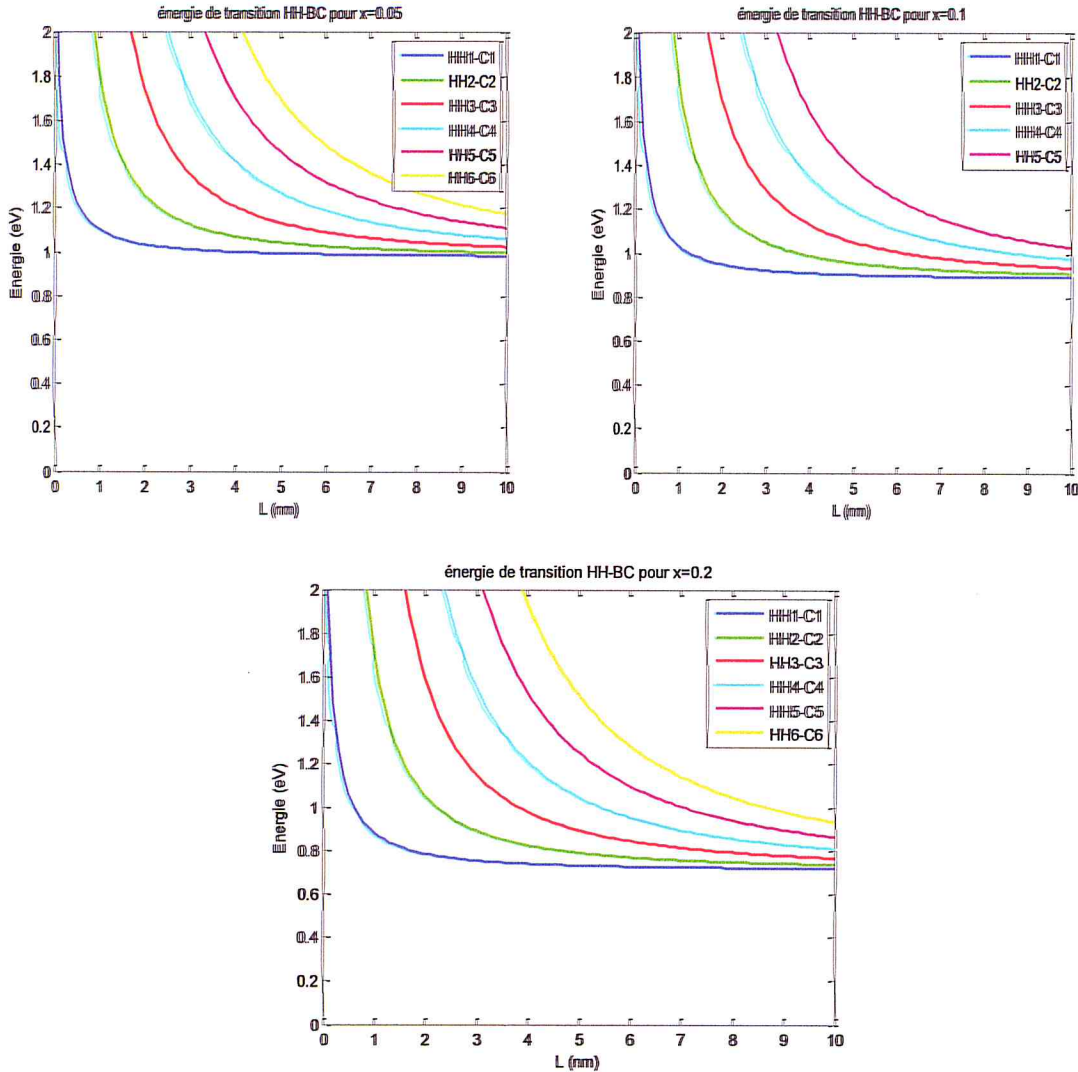 énergie de transition HH-BC pour x=0.05
2
1.8
1.6
1.4
1.2
1
0.8
0.6
0.4
0.2
0
Energie (eV)
0 1 2 3 4 5 6 7 8 9 10
L (nm)
HH1-C1
HH2-C2
HH3-C3
HH4-C4
HH5-C5
HH6-C6
énergie de transition HH-BC pour x=0.1
2
1.8
1.6
1.4
1.2
1
0.8
0.6
0.4
0.2
0
Energie (eV)
0 1 2 3 4 5 6 7 8 9 10
L (nm)
HH1-C1
HH2-C2
HH3-C3
HH4-C4
HH5-C5
énergie de transition HH-BC pour x=0.2
2
1.8
1.6
1.4
1.2
1
0.8
0.6
0.4
0.2
0
Energie (eV)
0 1 2 3 4 5 6 7 8 9 10
L (nm)
HH1-C1
HH2-C2
HH3-C3
HH4-C4
HH5-C5
HH6-C6